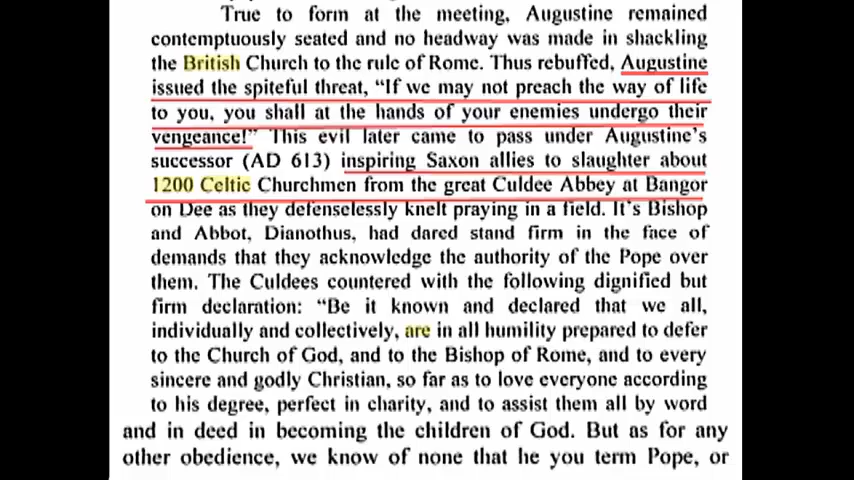 True to form at the meeting, Augustine remained
contemptuously seated and no headway was made in shackling
the British Church to the rule of Rome. Thus rebuffed, Augustine
issued the spiteful threat, “If we may not preach the way of life
to you, you shall at the hands of your enemies undergo their
vengeance!” This evil later came to pass under Augustine's
successor (AD 613) inspiring Saxon allies to slaughter about
1200 Celtic Churchmen from the great Culdee Abbey at Bangor
on Dee as they defenselessly knelt praying in a field. It's Bishop
and Abbot, Dianothus, had dared stand firm in the face of
demands that they acknowledge the authority of the Pope over
them. The Culdees countered with the following dignified but
firm declaration: “Be it known and declared that we all,
individually and collectively, are in all humility prepared to defer
to the Church of God, and to the Bishop of Rome, and to every
sincere and godly Christian, so far as to love everyone according
to his degree, perfect in charity, and to assist them all by word
and in deed in becoming the children of God. But as for any
other obedience, we know of none that he you term Pope, or